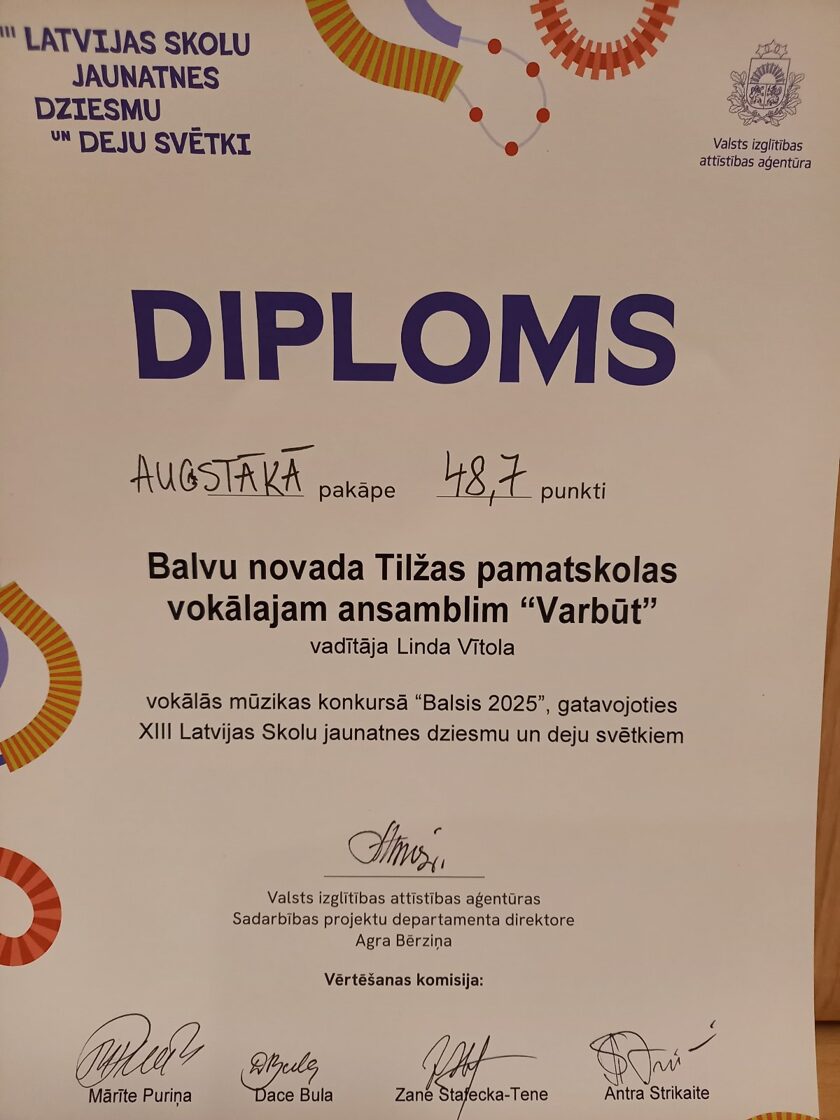 III LATVIJAS SKOLU
JAUNATNES
DZIESMU
UN DEJU SVĒTKI
Valsts izglītības
attīstības aģentūra
DIPLOMS
AUGSTĀKĀ pakāpe 48,7 punkti
Balvu novada Tilžas pamatskolas
vokālajam ansamblim “Varbūt”
vadītāja Linda Vītola
vokālās mūzikas konkursā “Balsis 2025”, gatavojoties
XIII Latvijas Skolu jaunatnes dziesmu un deju svētkiem
Valsts izglītības attīstības aģentūras
Sadarbības projektu departamenta direktore
Agra Bērziņa
Vērtēšanas komisija:
Mārīte Puriņa Dace Bula Zane Stafecka-Tene Antra Strikaite